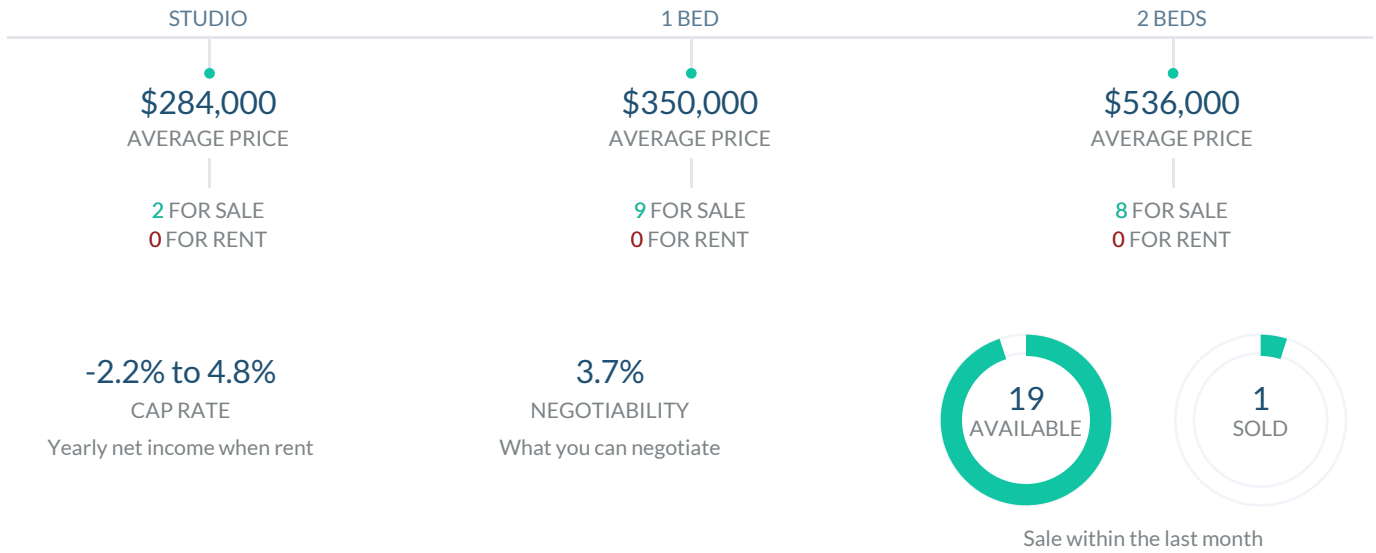 STUDIO
1 BED
2 BEDS
$284,000
AVERAGE PRICE
2 FOR SALE
0 FOR RENT
$350,000
AVERAGE PRICE
9 FOR SALE
0 FOR RENT
$536,000
AVERAGE PRICE
8 FOR SALE
0 FOR RENT
-2.2% to 4.8%
CAP RATE
Yearly net income when rent
3.7%
NEGOTIABILITY
What you can negotiate
19
AVAILABLE
1
SOLD
Sale within the last month